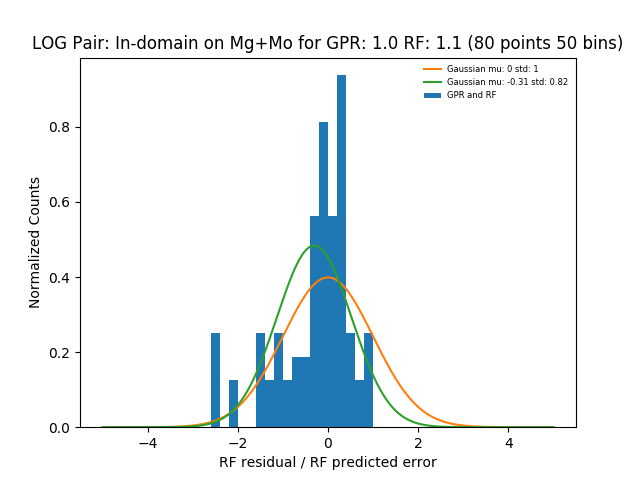 LOG Pair: In-domain on Mg+Mo for GPR: 1.0 RF: 1.1 (80 points 50 bins)
Gaussian mu: 0 std: 1
Gaussian mu: -0.31 std: 0.82
GPR and RF
Normalized Counts
0.8
0.6
0.4
0.2
0.0
−4
−2
0
2
4
RF residual / RF predicted error